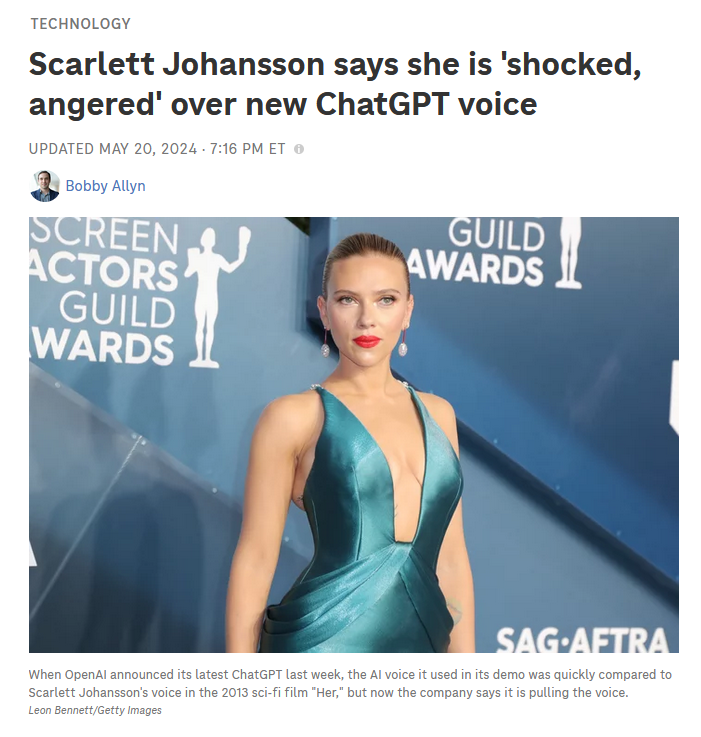 TECHNOLOGY
Scarlett Johansson says she is 'shocked,
angered' over new ChatGPT voice
UPDATED MAY 20, 2024 · 7:16 PM ET
Bobby Allyn
SCREEN
ACTORS
GUILD
AWARDS
GUILD
AWARDS
SAG·AFTRA
When OpenAI announced its latest ChatGPT last week, the AI voice it used in its demo was quickly compared to
Scarlett Johansson's voice in the 2013 sci-fi film "Her," but now the company says it is pulling the voice.
Leon Bennett/Getty Images